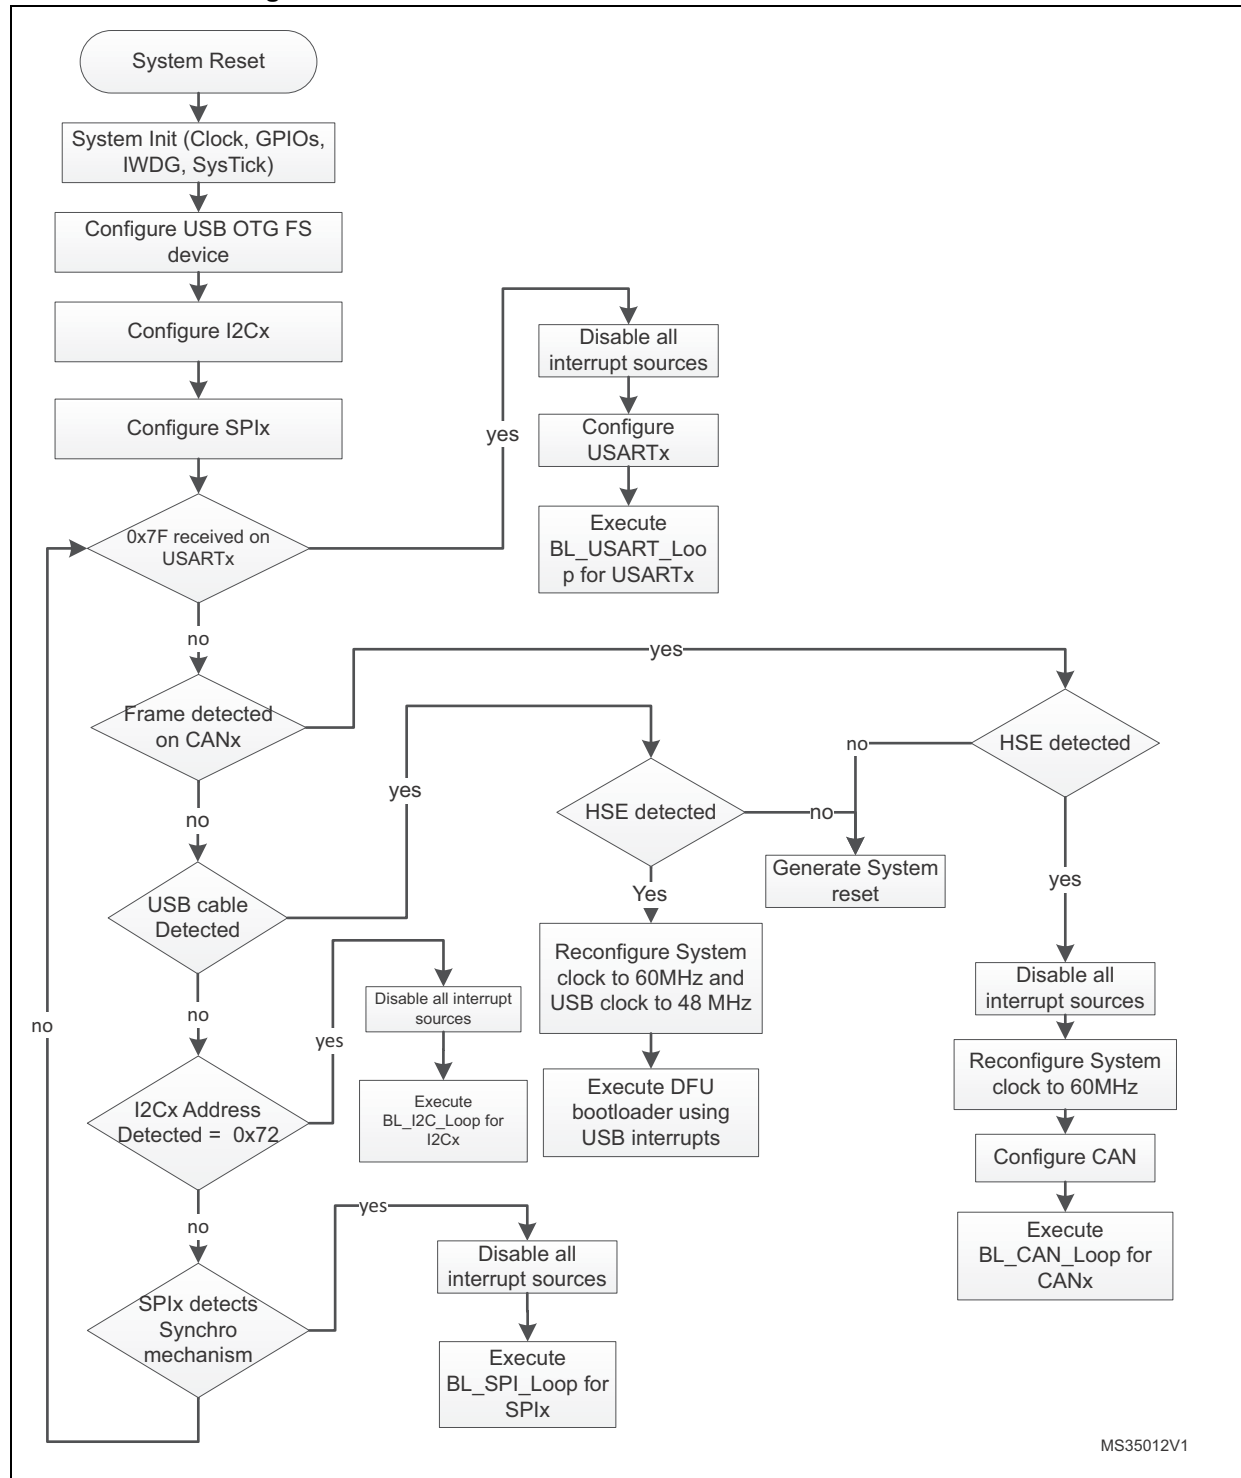 System Reset
System Init (Clock, GPIOs,
IWDG, SysTick)
Configure USB OTG FS
device
Configure I2Cx
Configure SPIx
0x7F received on
USARTx
yes
Disable all
interrupt sources
Configure
USARTx
Execute
BL_USART_Loo
p for USARTx
no
Frame detected
on CANx
yes
HSE detected
no
yes
Disable all
interrupt sources
Reconfigure System
clock to 60MHz
Configure CAN
Execute
BL_CAN_Loop for
CANx
no
USB cable
Detected
yes
HSE detected
no
Generate System
reset
Yes
Reconfigure System
clock to 60MHz and
USB clock to 48 MHz
Execute DFU
bootloader using
USB interrupts
no
I2Cx Address
Detected = 0x72
yes
Disable all interrupt
sources
Execute
BL_I2C_Loop for
I2Cx
no
SPIx detects
Synchro
mechanism
yes
Disable all
interrupt sources
Execute
BL_SPI_Loop for
SPIx
no
MS35012V1